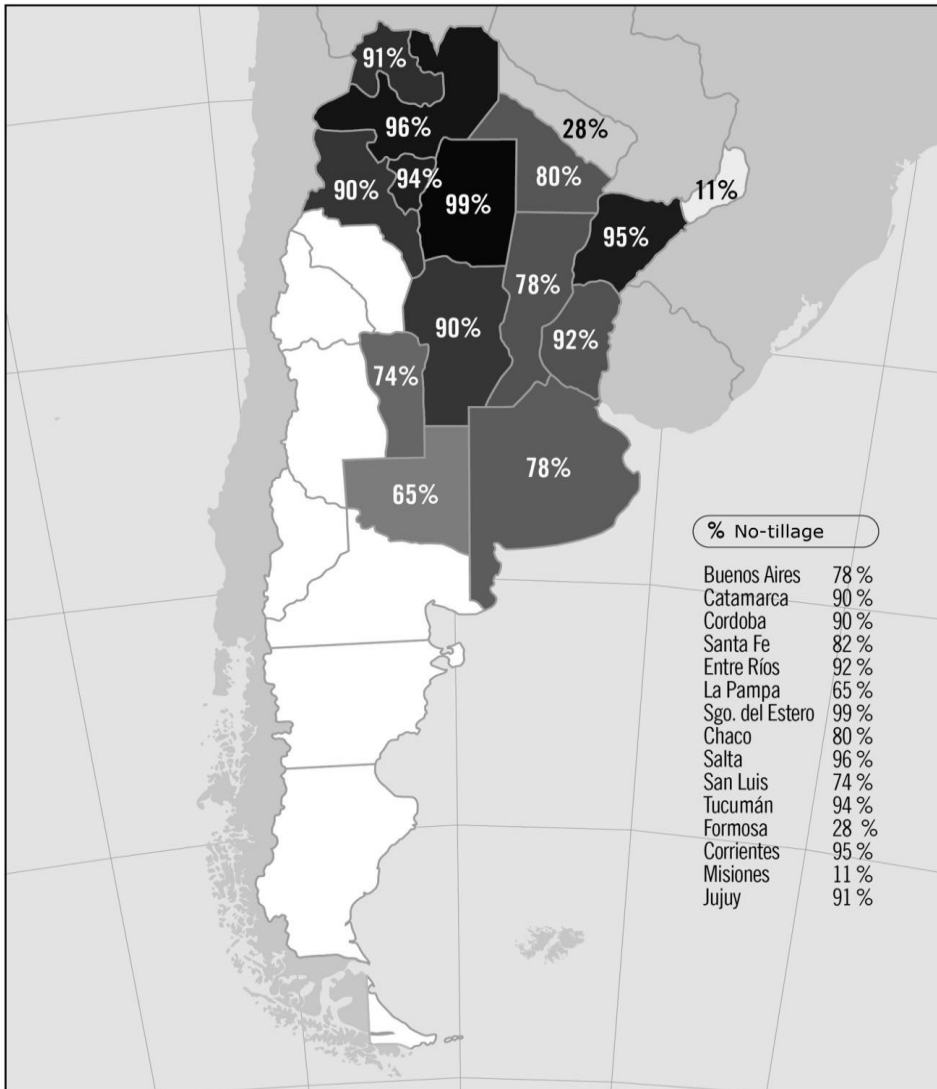 91%
96%
28%
94%
80%
90%
99%
11%
95%
78%
90%
92%
74%
78%
65%
% No-tillage
Buenos Aires 78 %
Catamarca 90 %
Cordoba 90 %
Santa Fe 82 %
Entre Ríos 92 %
La Pampa 65 %
Sgo. del Estero 99 %
Chaco 80 %
Salta 96 %
San Luis 74 %
Tucumán 94 %
Formosa 28 %
Corrientes 95 %
Misiones 11 %
Jujuy 91 %